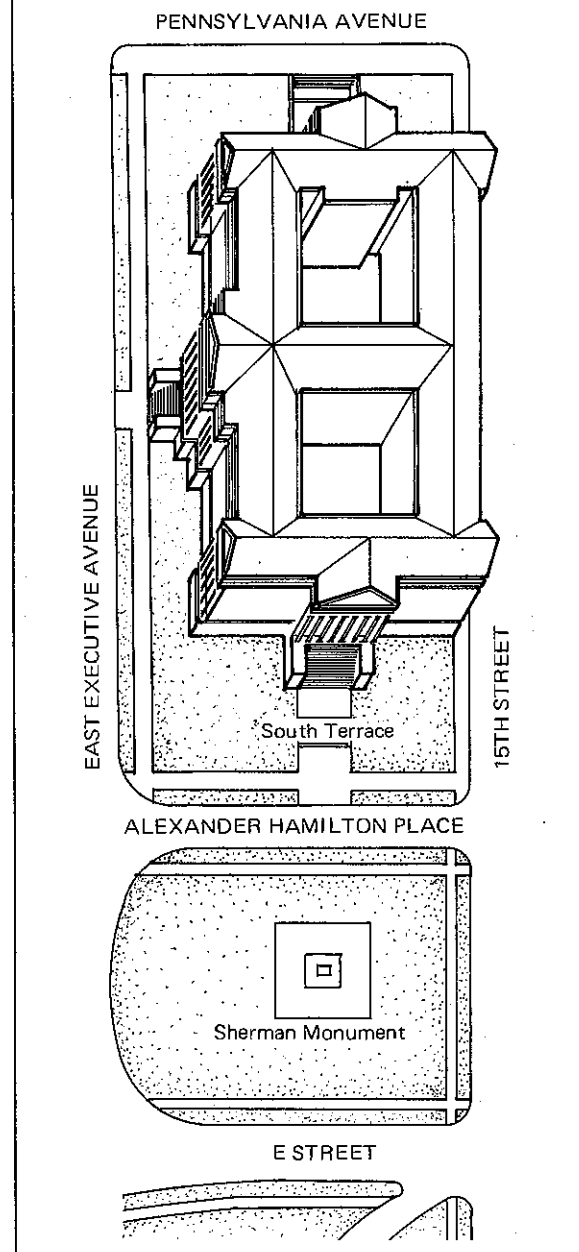 PENNSYLVANIA AVENUE
EAST EXECUTIVE AVENUE
15TH STREET
South Terrace
ALEXANDER HAMILTON PLACE
Sherman Monument
E STREET